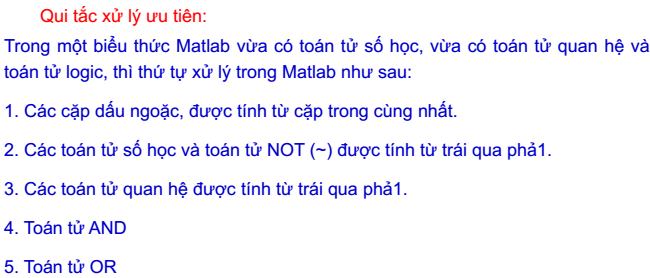 Qui tắc xử lý ưu tiên:
Trong một biểu thức Matlab vừa có toán tử số học, vừa có toán tử quan hệ và
toán tử logic, thì thứ tự xử lý trong Matlab như sau:
1. Các cặp dấu ngoặc, được tính từ cặp trong cùng nhất.
2. Các toán tử số học và toán tử NOT (~) được tính từ trái qua phả1.
3. Các toán tử quan hệ được tính từ trái qua phả1.
4. Toán tử AND
5. Toán tử OR